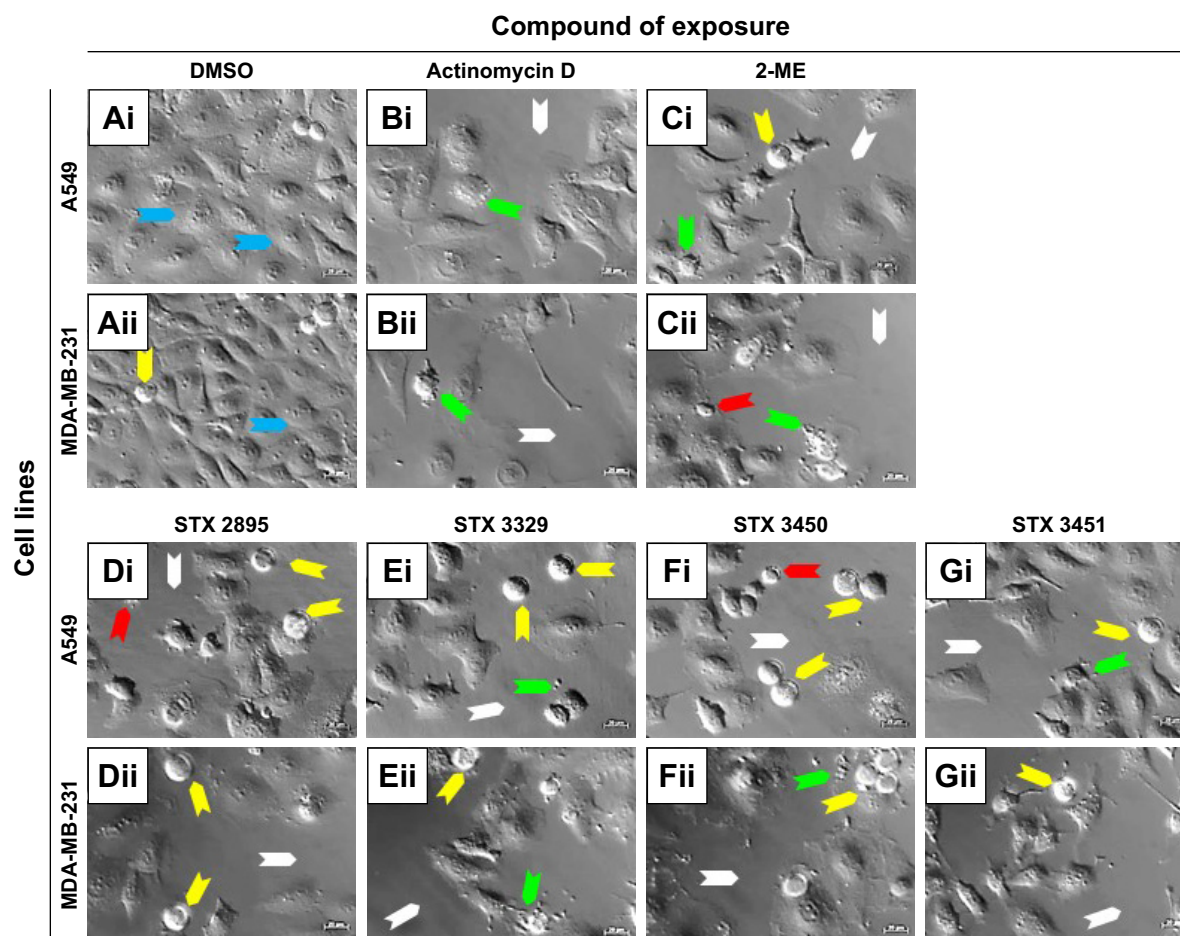 Compound of exposure
DMSO Actinomycin D 2-ME
Cell lines
A549
Ai Bi Ci
MDA-MB-231
Aii Bii Cii
STX 2895 STX 3329 STX 3450 STX 3451
A549
Di Ei Fi Gi
MDA-MB-231
Dii Eii Fii Gii